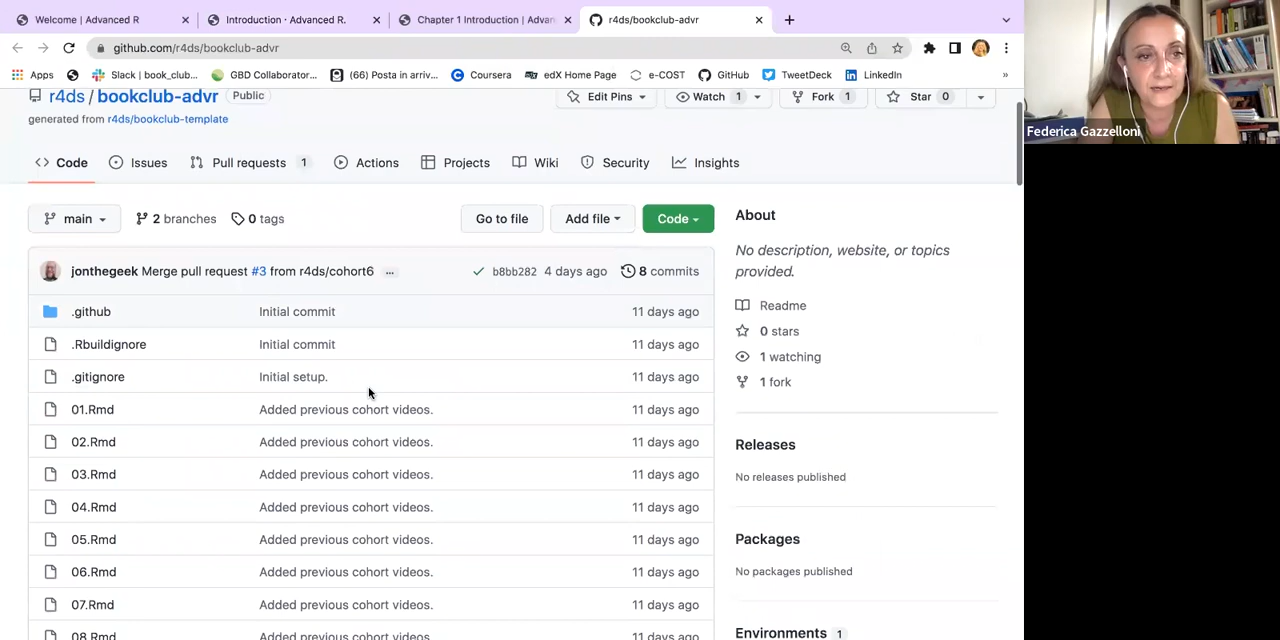 Welcome | Advanced R
Introduction · Advanced R.
Chapter 1 Introduction | Advan
r4ds/bookclub-advr
github.com/r4ds/bookclub-advr
Apps
Slack | book_club...
GBD Collaborator...
(66) Posta in arriv...
Coursera
edX Home Page
e-COST
GitHub
TweetDeck
LinkedIn
»
r4ds / bookclub-advr Public
Edit Pins
Watch 1
Fork 1
Star 0
generated from r4ds/bookclub-template
Code
Issues
Pull requests 1
Actions
Projects
Wiki
Security
Insights
main
2 branches
0 tags
Go to file
Add file
Code
jonthegeek Merge pull request #3 from r4ds/cohort6 ...
b8bb282 4 days ago
8 commits
.github Initial commit 11 days ago
.Rbuildignore Initial commit 11 days ago
.gitignore Initial setup. 11 days ago
01.Rmd Added previous cohort videos. 11 days ago
02.Rmd Added previous cohort videos. 11 days ago
03.Rmd Added previous cohort videos. 11 days ago
04.Rmd Added previous cohort videos. 11 days ago
05.Rmd Added previous cohort videos. 11 days ago
06.Rmd Added previous cohort videos. 11 days ago
07.Rmd Added previous cohort videos. 11 days ago
08.Rmd Added previous cohort videos. 11 days ago
About
No description, website, or topics
provided.
Readme
0 stars
1 watching
1 fork
Releases
No releases published
Packages
No packages published
Environments 1
Federica Gazzelloni